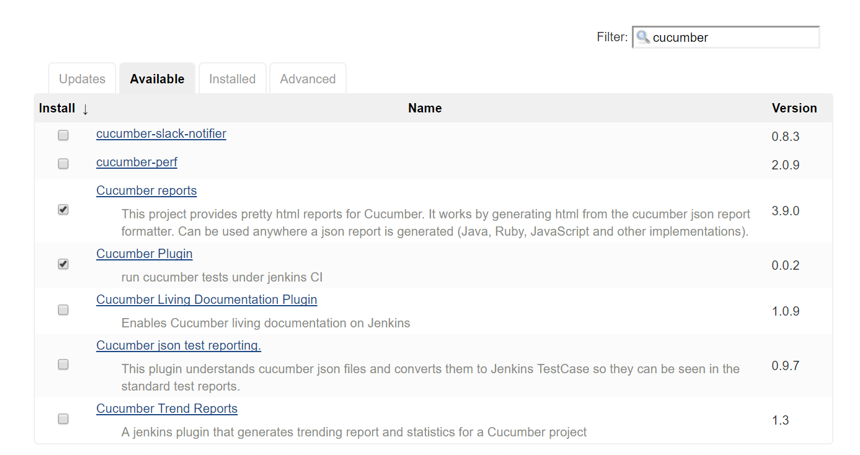 Filter: cucumber
Updates Available Installed Advanced
Install ↓ Name Version
cucumber-slack-notifier 0.8.3
cucumber-perf 2.0.9
Cucumber reports
This project provides pretty html reports for Cucumber. It works by generating html from the cucumber json report 3.9.0
formatter. Can be used anywhere a json report is generated (Java, Ruby, JavaScript and other implementations).
Cucumber Plugin
0.0.2
run cucumber tests under jenkins CI
Cucumber Living Documentation Plugin
1.0.9
Enables Cucumber living documentation on Jenkins
Cucumber json test reporting.
This plugin understands cucumber json files and converts them to Jenkins TestCase so they can be seen in the 0.9.7
standard test reports.
Cucumber Trend Reports
1.3
A jenkins plugin that generates trending report and statistics for a Cucumber project